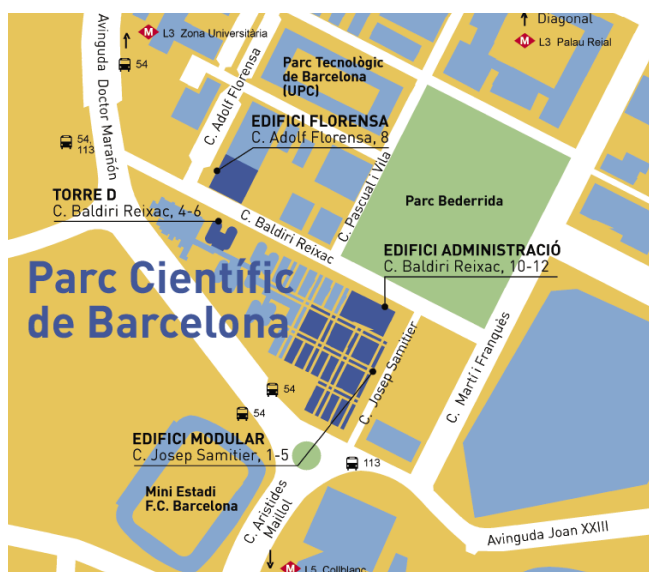 Diagonal
L3 Palau Reial
L3 Zona Universitària
54
Avinguda Doctor Marañón
C. Adolf Florensa
Parc Tecnològic
de Barcelona
(UPC)
54,
113
EDIFICI FLORENSA
C. Adolf Florensa, 8
C. Pascual i Vila
TORRE D
C. Baldiri Reixac, 4-6
Parc Bederrida
C. Baldiri Reixac
EDIFICI ADMINISTRACIÓ
C. Baldiri Reixac, 10-12
Parc Científic
de Barcelona
C. Josep Samitier
C. Martí i Franquès
54
54
EDIFICI MODULAR
C. Josep Samitier, 1-5
113
Mini Estadi
F.C. Barcelona
C. Arístides
Maillol
Avinguda Joan XXIII
L5 Collblanc